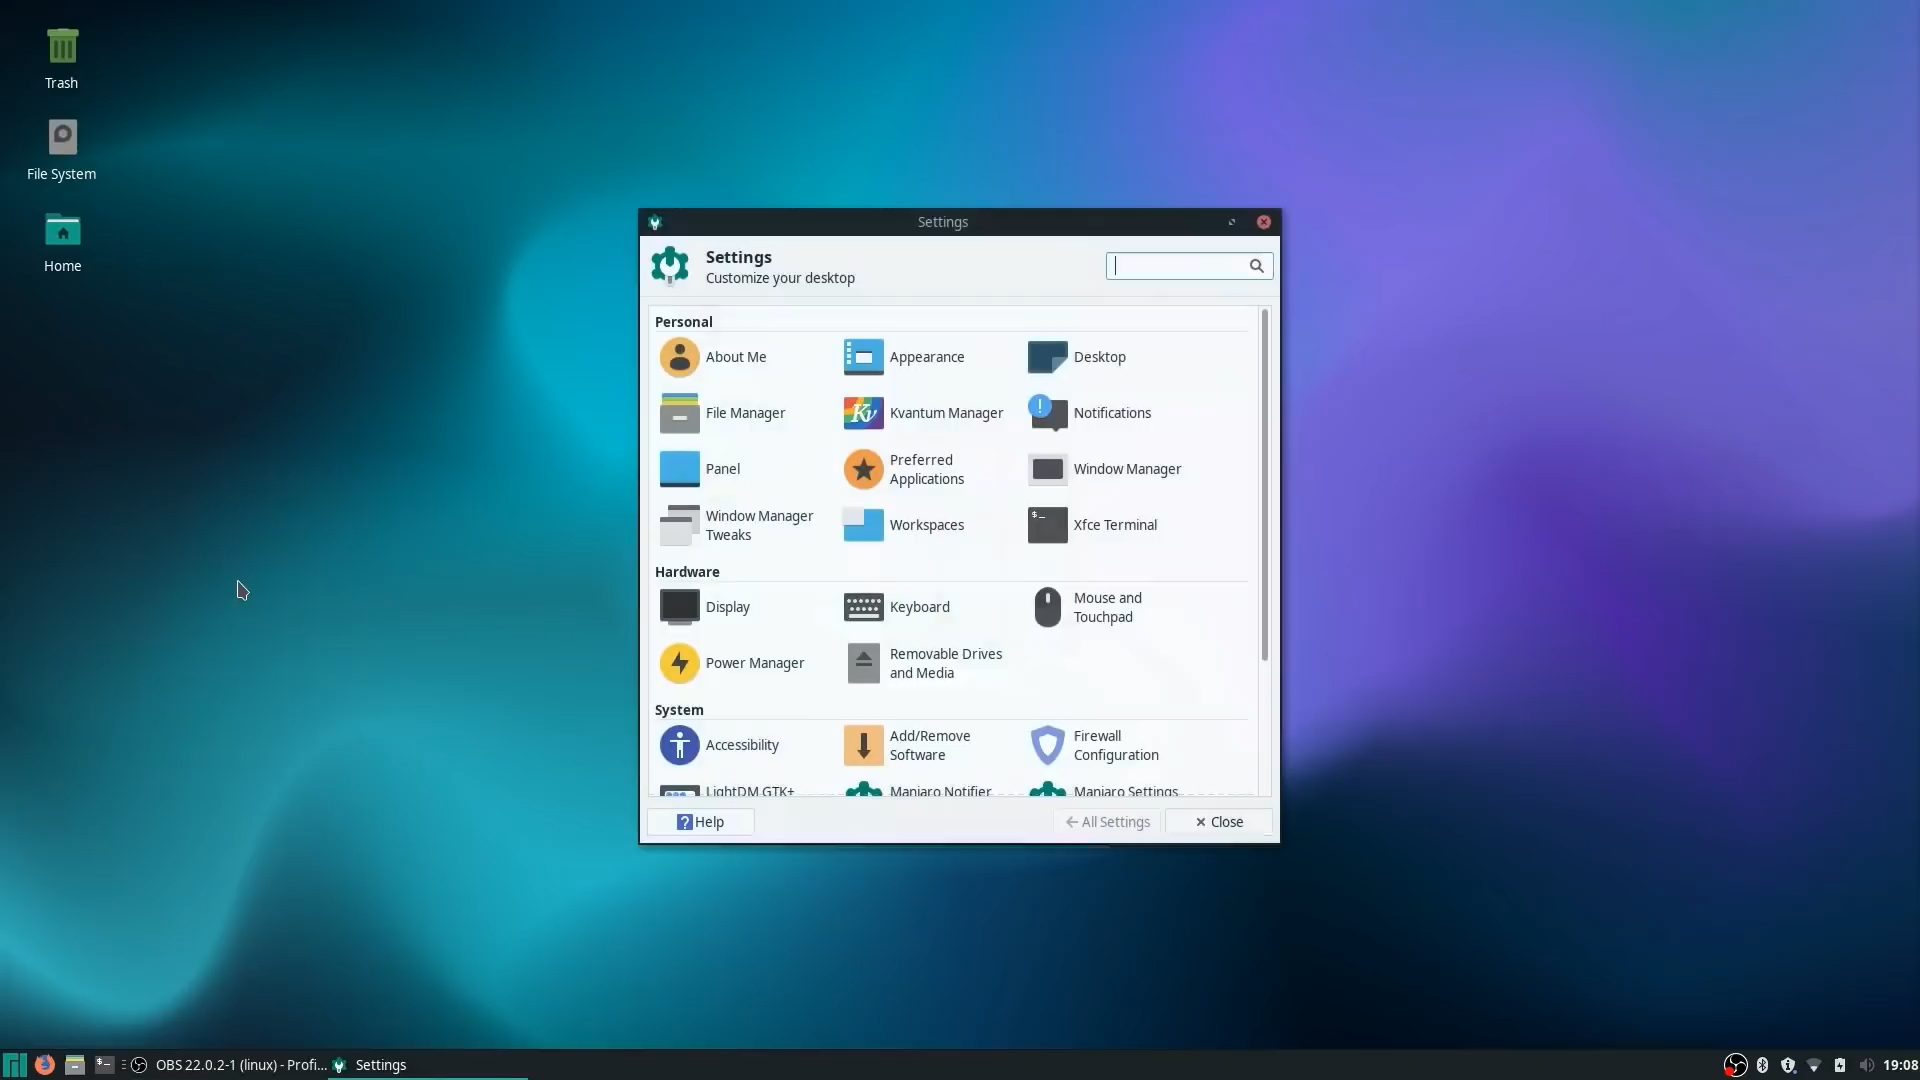 Trash
File System
Home
Settings
Settings
Customize your desktop
Personal
About Me
Appearance
Desktop
File Manager
Kv
Kvantum Manager
!
Notifications
Panel
Preferred
Applications
Window Manager
Window Manager
Tweaks
Workspaces
$_
Xfce Terminal
Hardware
Display
Keyboard
Mouse and
Touchpad
Power Manager
Removable Drives
and Media
System
Accessibility
Add/Remove
Software
Firewall
Configuration
LightDM GTK+
Manjaro Notifier
Manjaro Settings
? Help
All Settings
Close
$_
OBS 22.0.2-1 (linux) - Profi...
Settings
19:08